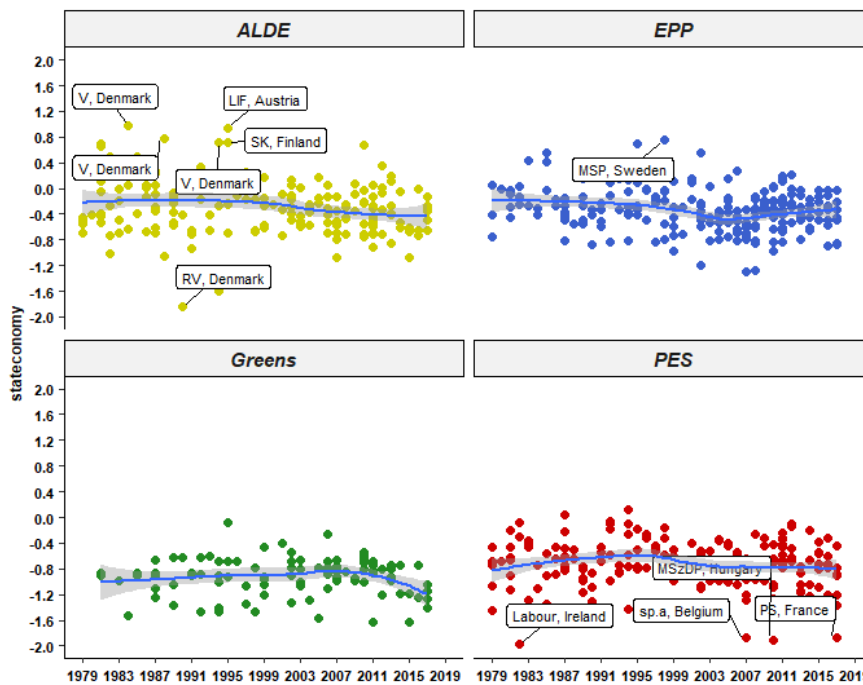 ALDE
EPP
2.0
1.6
1.2
0.8
0.4
0.0
-0.4
-0.8
-1.2
-1.6
-2.0
V, Denmark
LIF, Austria
SK, Finland
V, Denmark
V, Denmark
RV, Denmark
MSP, Sweden
stateconomy
Greens
PES
2.0
1.6
1.2
0.8
0.4
0.0
-0.4
-0.8
-1.2
-1.6
-2.0
MSzDP, Hungary
Labour, Ireland
sp.a, Belgium
PS, France
1979 1983 1987 1991 1995 1999 2003 2007 2011 2015 2019
1979 1983 1987 1991 1995 1999 2003 2007 2011 2015